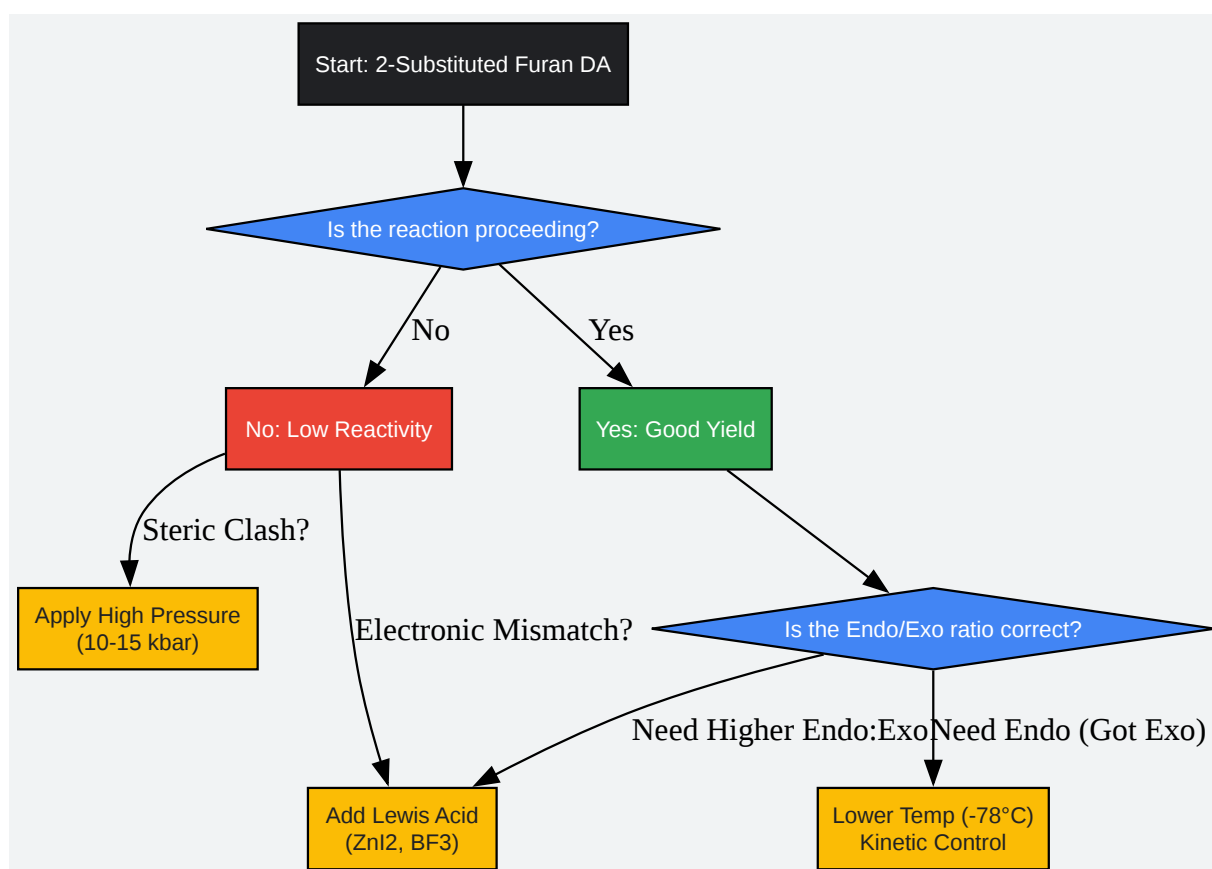 Start: 2-Substituted Furan DA
Is the reaction proceeding?
No
Yes
No: Low Reactivity
Yes: Good Yield
Steric Clash?
Apply High Pressure
(10-15 kbar)
Electronic Mismatch?
Is the Endo/Exo ratio correct?
Need Higher Endo:Exo
Need Endo (Got Exo)
Add Lewis Acid
(ZnI2, BF3)
Lower Temp (-78°C)
Kinetic Control